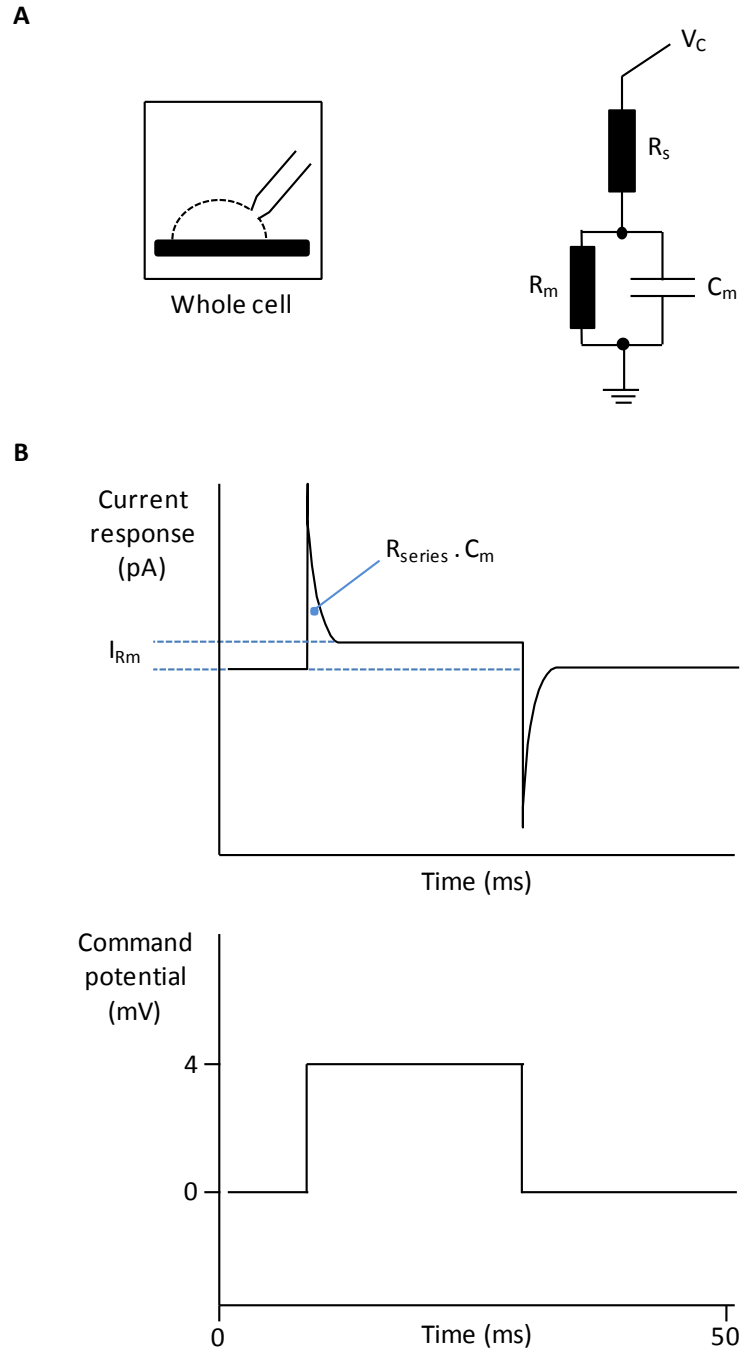 A
V_C
R_s
R_m
C_m
Whole cell
B
Current
response
(pA)
R_series . C_m
I_Rm
Time (ms)
Command
potential
(mV)
4
0
0
Time (ms)
50